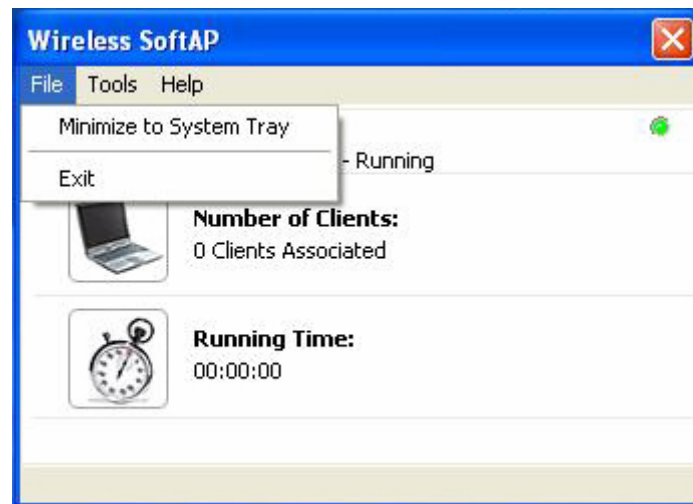 Wireless SoftAP
File Tools Help
Minimize to System Tray
Exit
- Running
Number of Clients:
0 Clients Associated
Running Time:
00:00:00